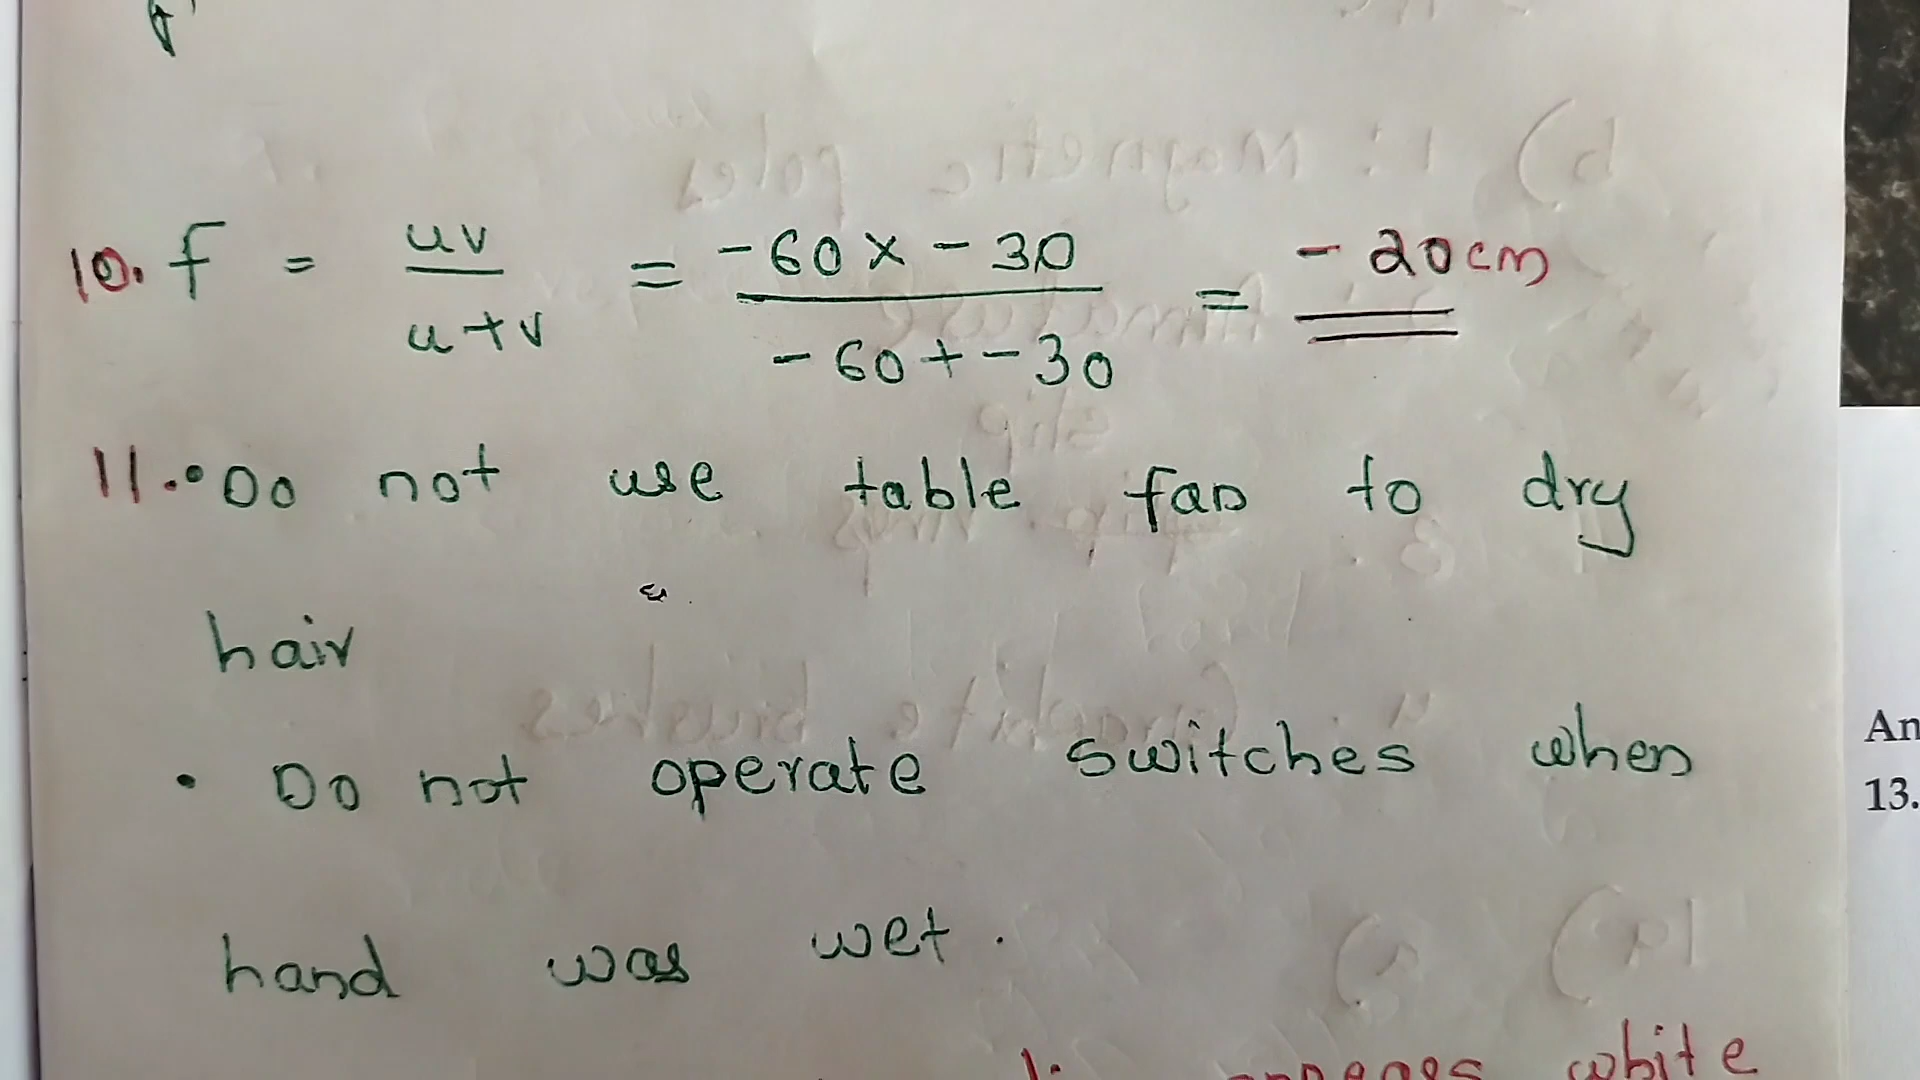 10. f = uv / u+v = -60 x -30 / -60 + -30 = -20cm
11. • Do not use table fan to dry
hair
• Do not operate switches when
hand was wet.
white
An
13.